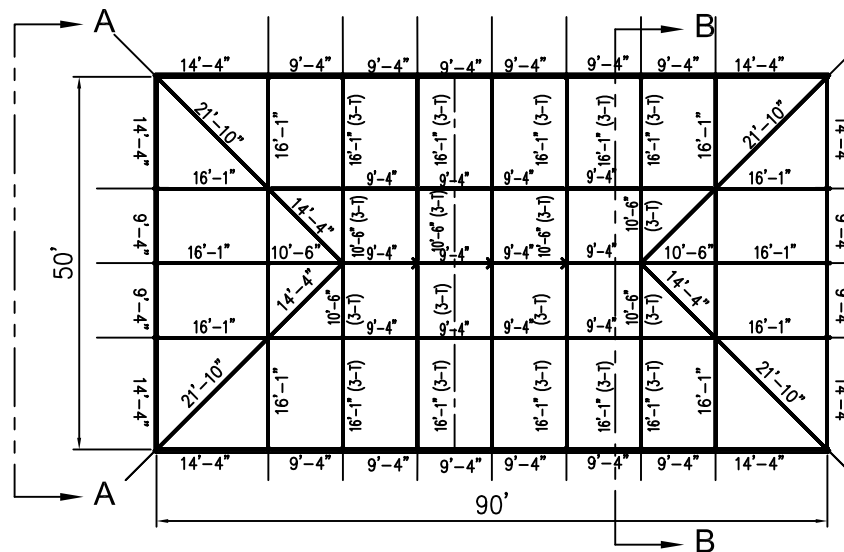 A B
14'-4" 9'-4" 9'-4" 9'-4" 9'-4" 9'-4" 9'-4" 14'-4"
14'-4" 21'-10" 16'-1" 16'-1" (3-T) 16'-1" (3-T) 16'-1" (3-T) 16'-1" (3-T) 16'-1" (3-T) 16'-1" 21'-10" 14'-4
16'-1" 9'-4" 9'-4" 9'-4" 9'-4" 16'-1"
9'-4" 14'-4" 10'-6" (3-T) 10'-6" (3-T) 10'-6" (3-T) 10'-6" (3-T) 9'-4
50'
16'-1" 10'-6" 9'-4" 9'-4" 9'-4" 9'-4" 10'-6" 16'-1"
9'-4" 14'-4" 10'-6" (3-T) (3-T) (3-T) 10'-6" (3-T) 14'-4" 9'-4
16'-1" 9'-4" 9'-4" 9'-4" 9'-4" 16'-1"
14'-4" 21'-10" 16'-1" 16'-1" (3-T) 16'-1" (3-T) 16'-1" (3-T) 16'-1" (3-T) 16'-1" (3-T) 16'-1" 21'-10" 14'-4
14'-4" 9'-4" 9'-4" 9'-4" 9'-4" 9'-4" 9'-4" 14'-4"
A
90'
B